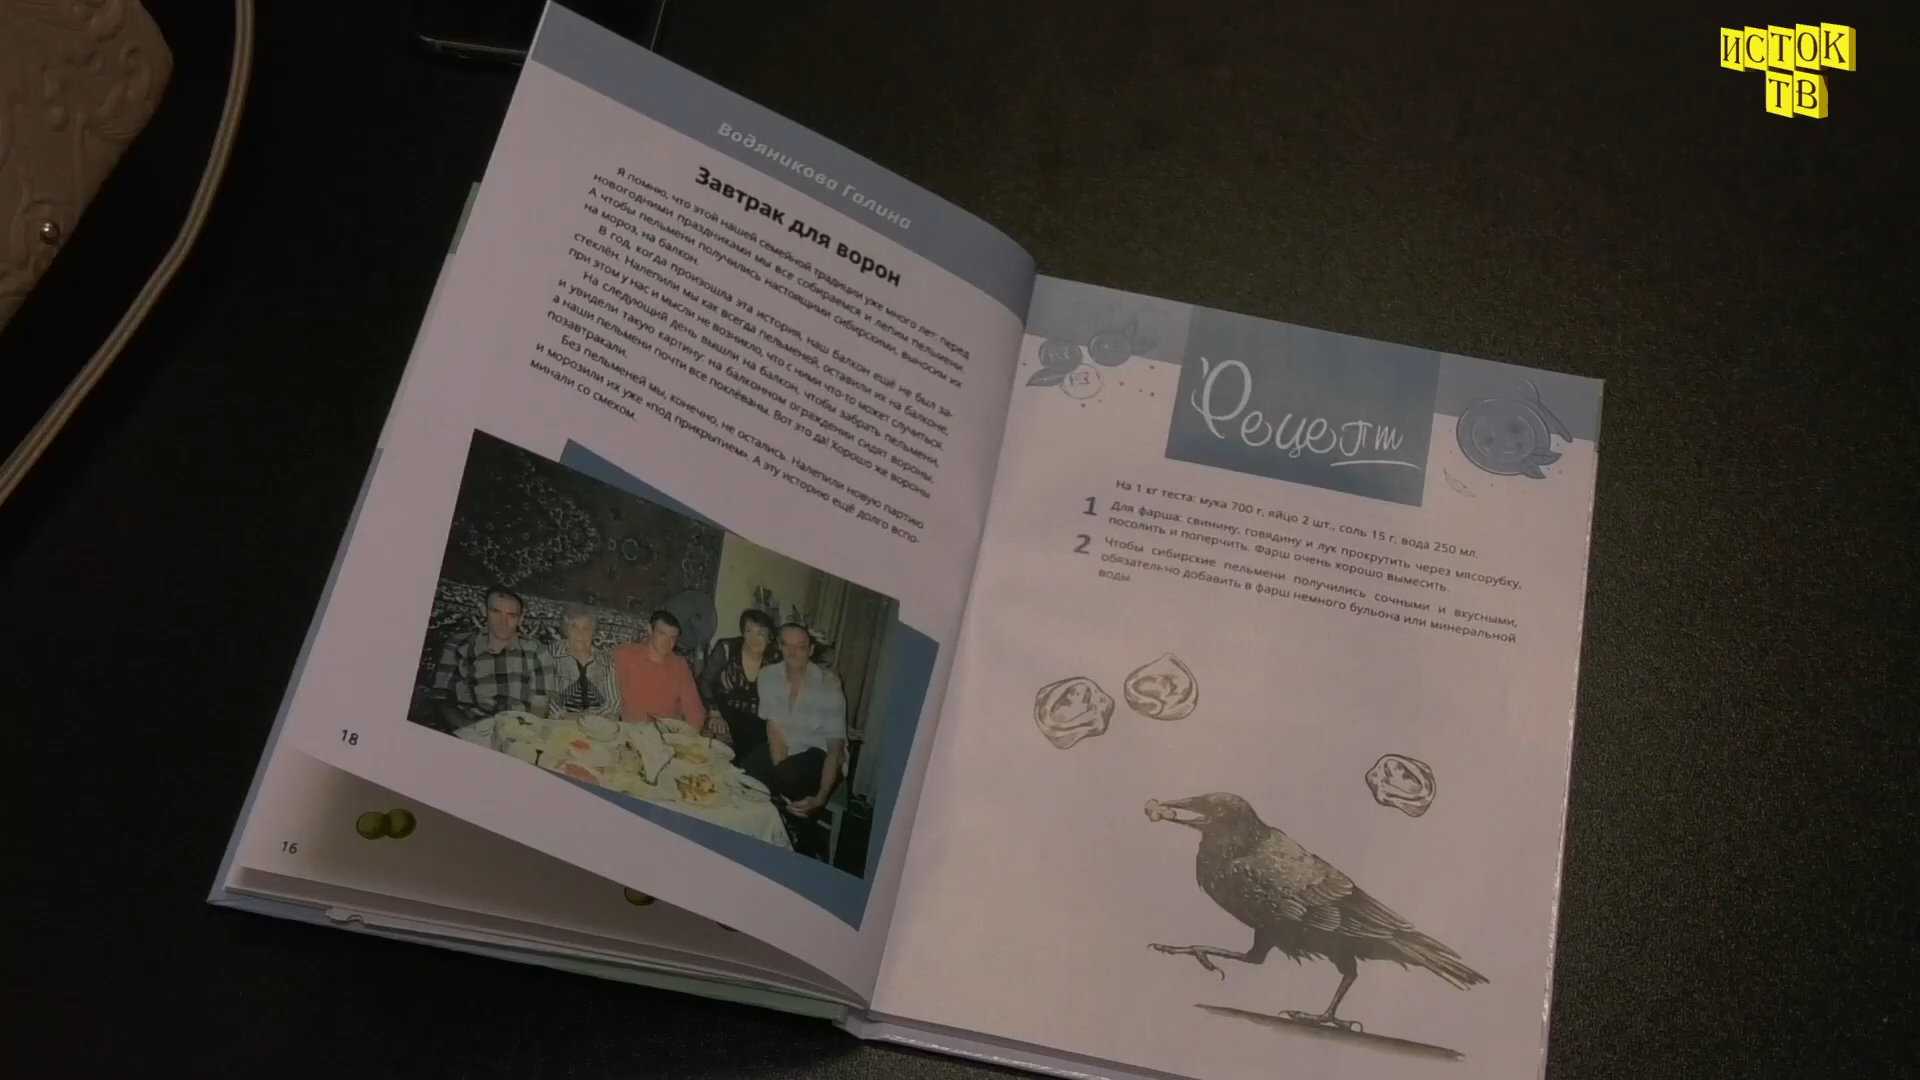 ИСТОК
ТВ
Водяникова Галина
Завтрак для ворон
Я помню, что этой нашей семейной традиции уже много лет: перед
новогодними праздниками мы все собираемся и лепим пельмени.
А чтобы пельмени получились настоящими сибирскими, выносим их
на мороз, на балкон.
В год, когда произошла эта история, наш балкон ещё не был за-
стеклён. Налепили мы как всегда пельменей, оставили их на балконе,
при этом у нас и мысли не возникло, что с ними что-то может случиться.
На следующий день вышли на балкон, чтобы забрать пельмени,
и увидели такую картину: на балконном ограждении сидят вороны,
а наши пельмени почти все поклёваны. Вот это да! Хорошо же вороны
позавтракали.
Без пельменей мы, конечно, не остались. Налепили новую партию
и морозили их уже «под прикрытием». А эту историю ещё долго вспо-
минали со смехом.
18
16
Рецепт
На 1 кг теста: мука 700 г, яйцо 2 шт., соль 15 г, вода 250 мл.
1 Для фарша: свинину, говядину и лук прокрутить через мясорубку,
посолить и поперчить. Фарш очень хорошо вымесить.
2 Чтобы сибирские пельмени получились сочными и вкусными,
обязательно добавить в фарш немного бульона или минеральной
воды